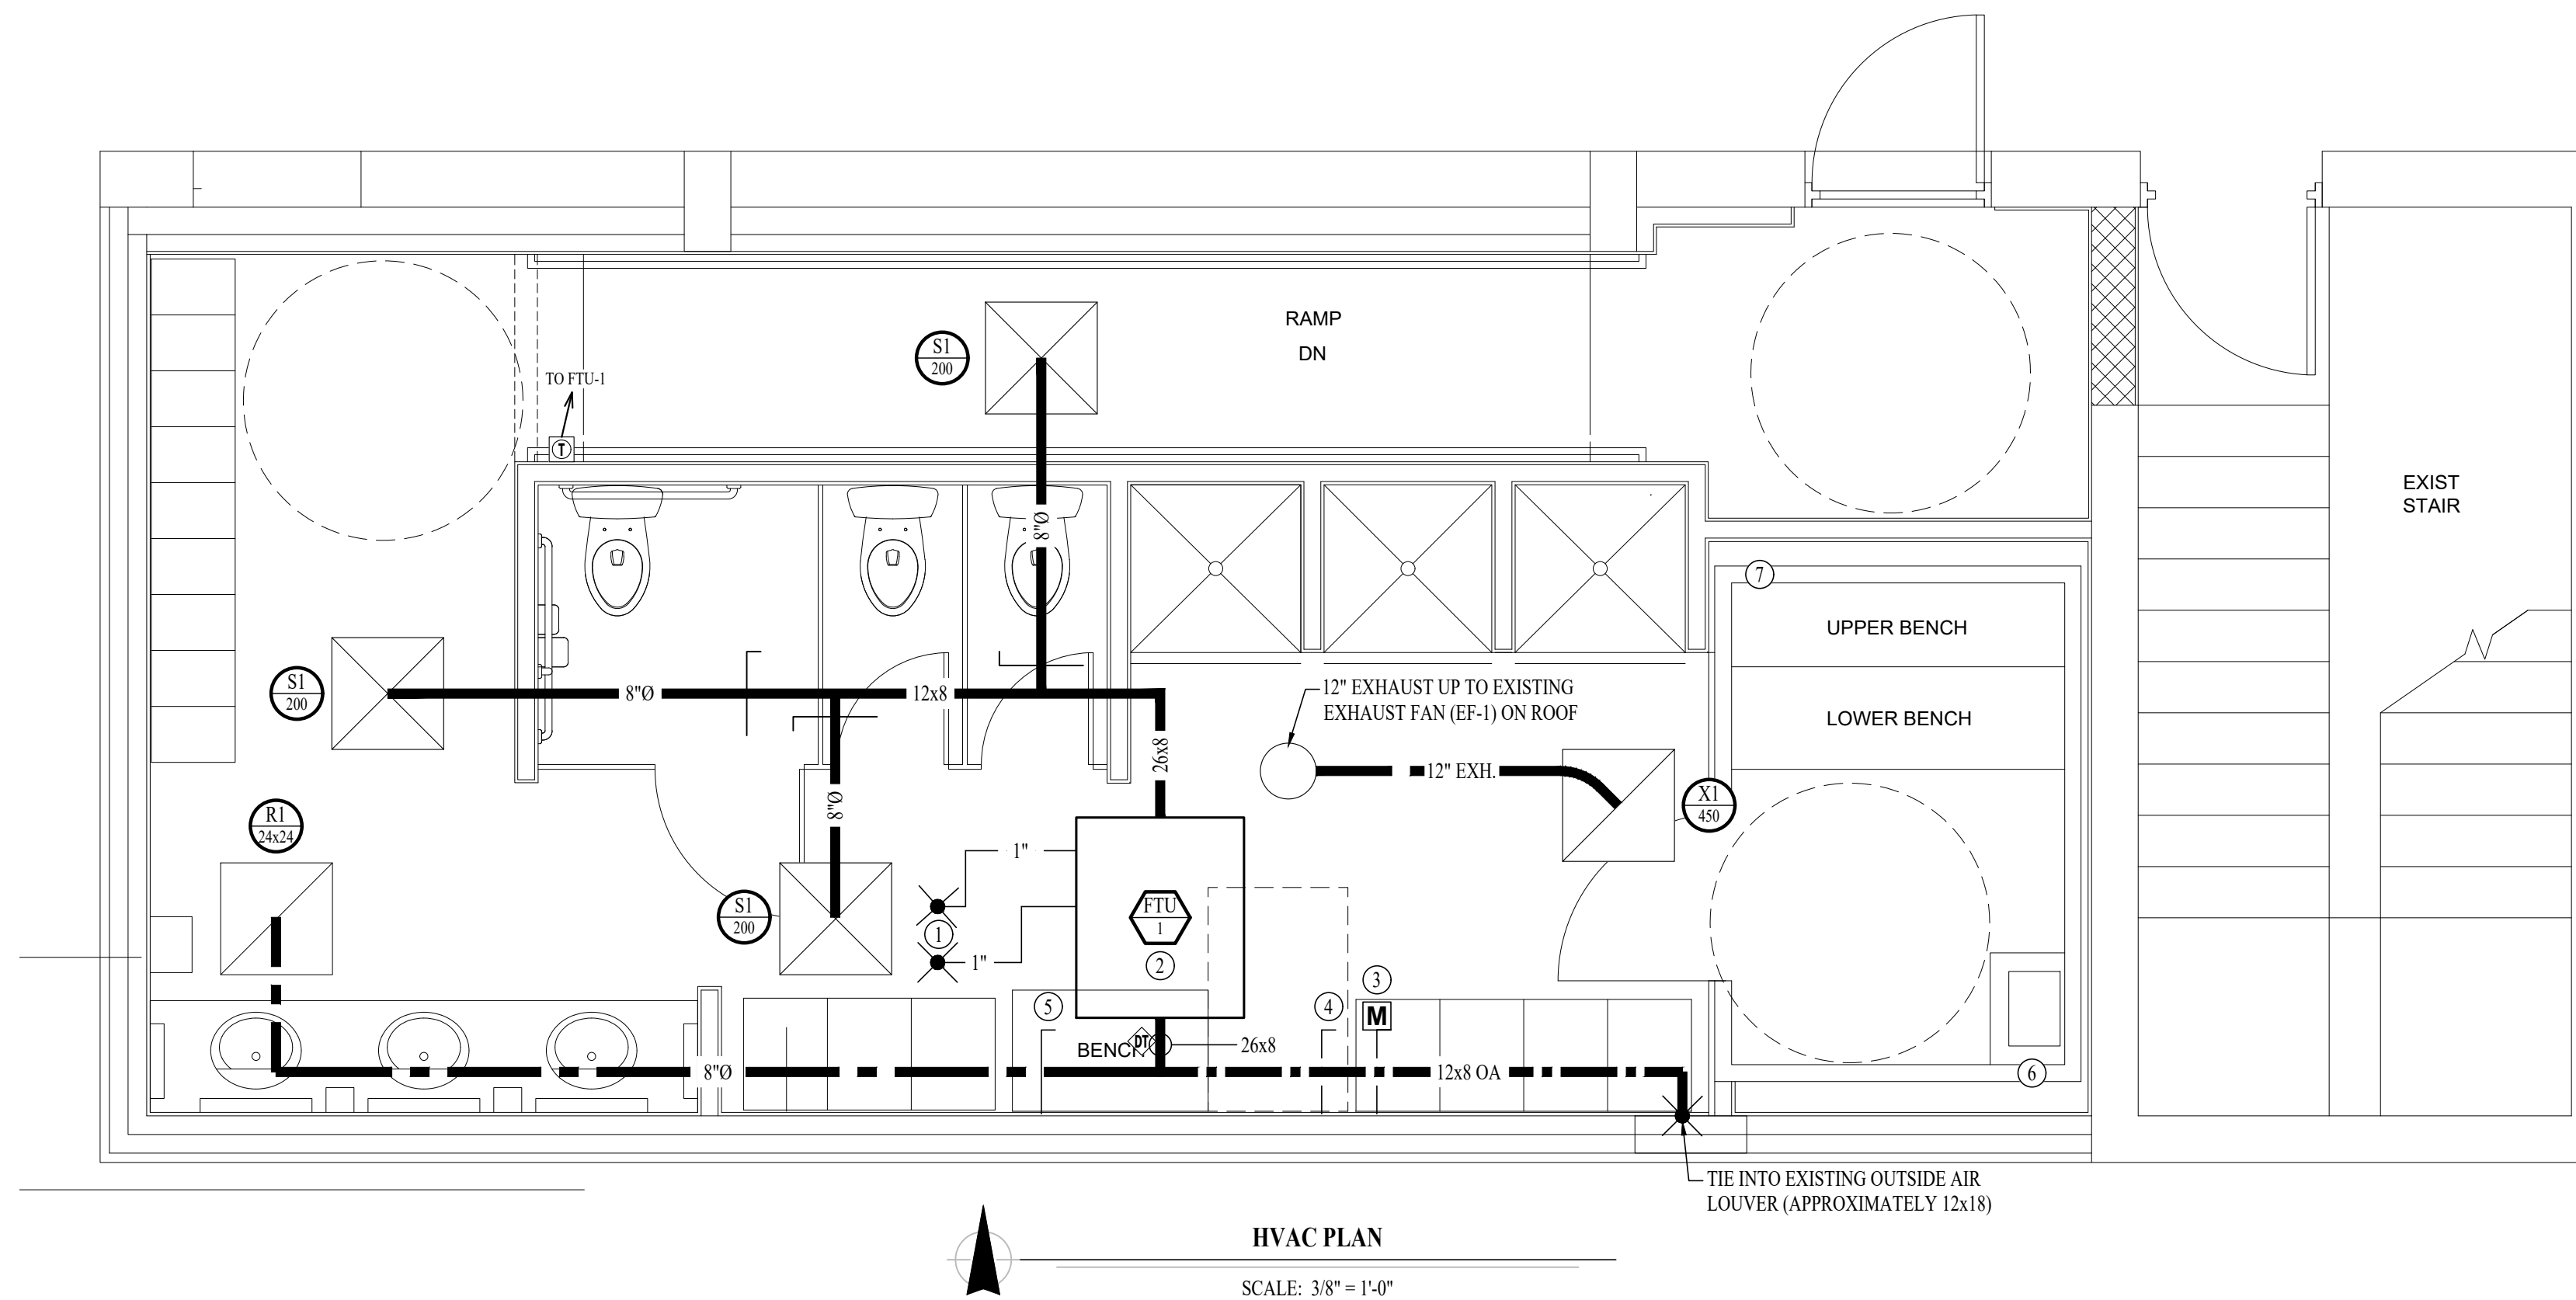 RAMP
DN
S1
200
TO FTU-1
T
EXIST
STAIR
8"Ø
7
UPPER BENCH
S1
200
8"Ø
12x8
12" EXHAUST UP TO EXISTING
EXHAUST FAN (EF-1) ON ROOF
LOWER BENCH
26x8
12" EXH.
X1
450
R1
24x24
8"Ø
1"
S1
200
1
FTU
1
1"
2
3
5
4
M
BENCH
DT
26x8
8"Ø
12x8 OA
6
TIE INTO EXISTING OUTSIDE AIR
LOUVER (APPROXIMATELY 12x18)
HVAC PLAN
SCALE: 3/8" = 1'-0"